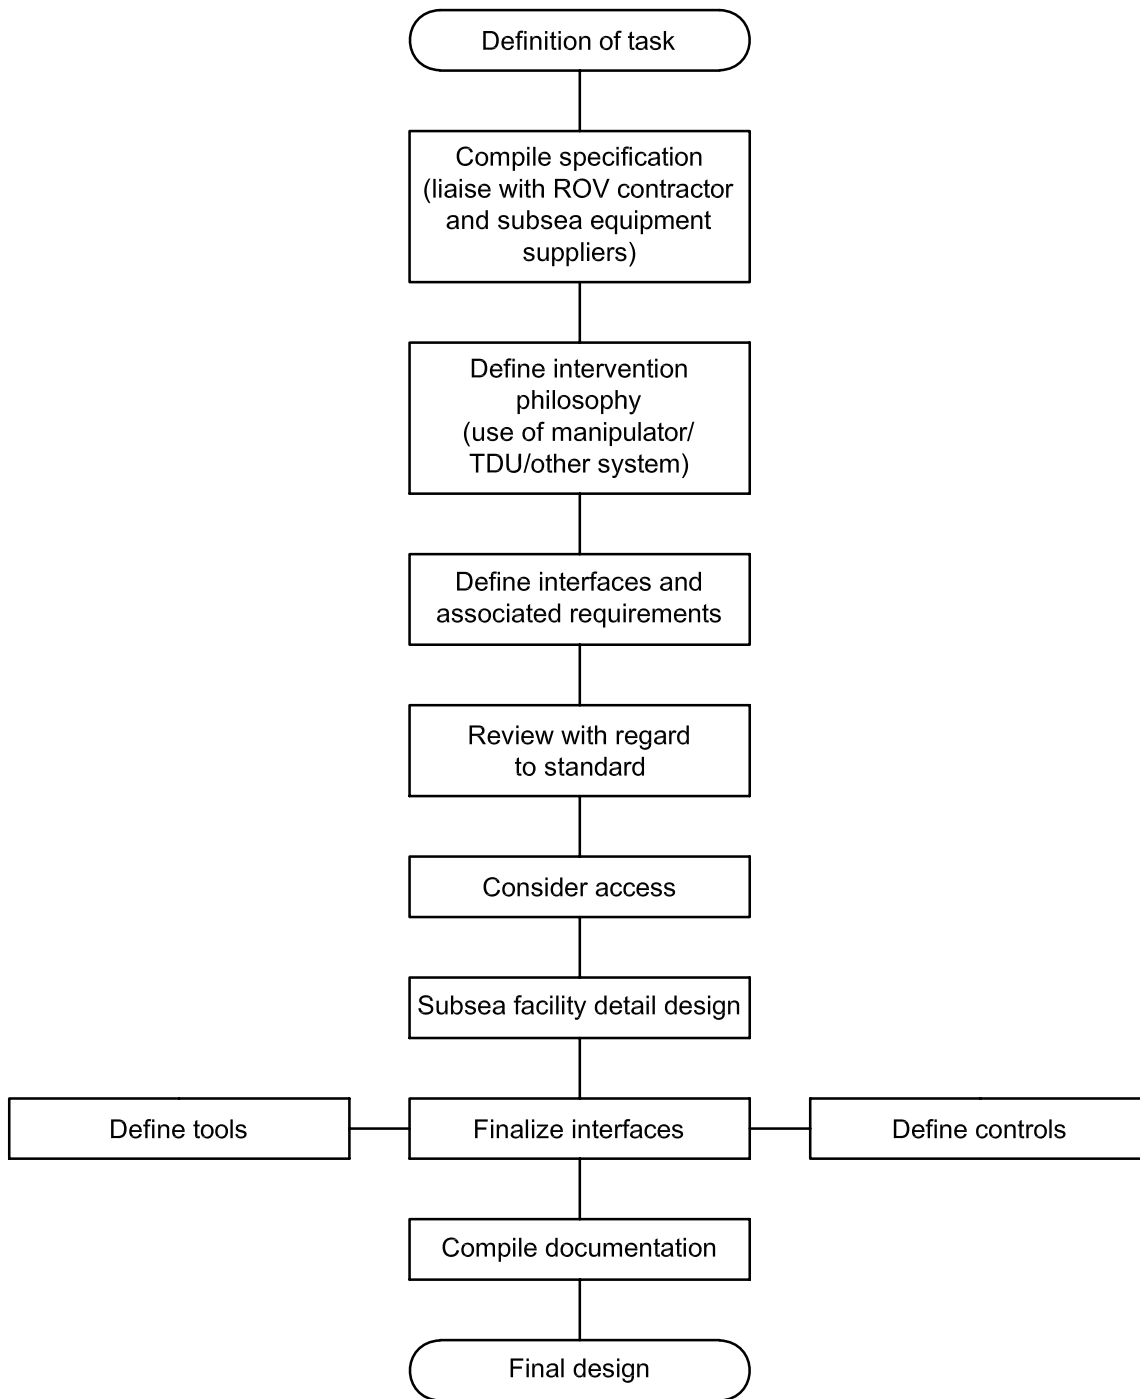 Definition of task
Compile specification
(liaise with ROV contractor
and subsea equipment
suppliers)
Define intervention
philosophy
(use of manipulator/
TDU/other system)
Define interfaces and
associated requirements
Review with regard
to standard
Consider access
Subsea facility detail design
Define tools
Finalize interfaces
Define controls
Compile documentation
Final design